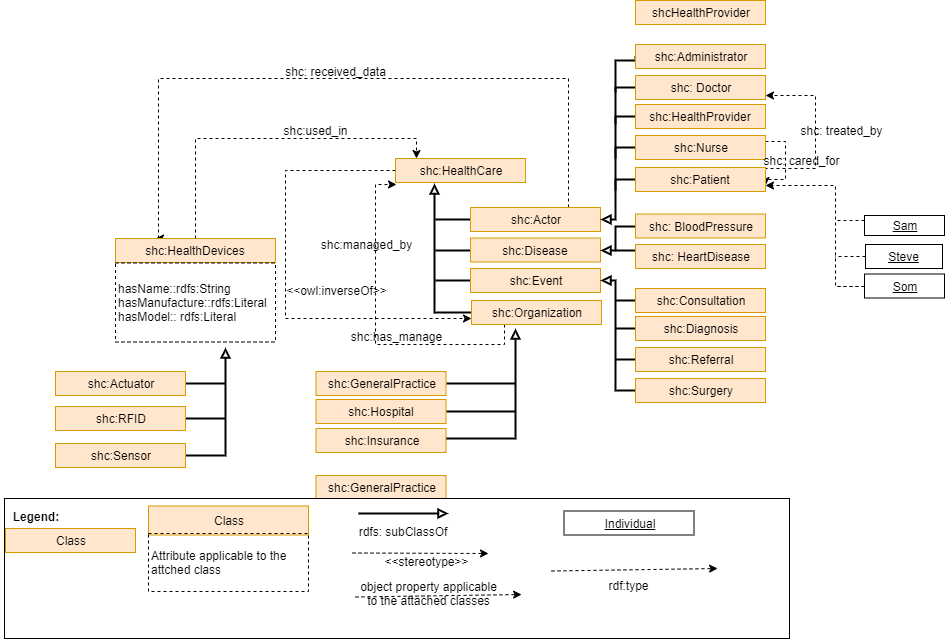 shcHealthProvider
shc:Administrator
shc: Doctor
shc:HealthProvider
shc:Nurse
shc:Patient
shc: treated_by
shc: cared_for
shc: received_data
shc:used_in
shc:HealthCare
shc:Actor
shc:Disease
shc:Event
shc:Organization
shc: BloodPressure
shc: HeartDisease
Sam
Steve
Som
shc:managed_by
<<owl:inverseOf>>
shc:has_manage
shc:HealthDevices
hasName::rdfs:String
hasManufacture::rdfs:Literal
hasModel:: rdfs:Literal
shc:Consultation
shc:Diagnosis
shc:Referral
shc:Surgery
shc:Actuator
shc:RFID
shc:Sensor
shc:GeneralPractice
shc:Hospital
shc:Insurance
shc:GeneralPractice
Legend:
Class
Class
Attribute applicable to the
attched class
rdfs: subClassOf
<<stereotype>>
object property applicable
to the attached classes
Individual
rdf:type